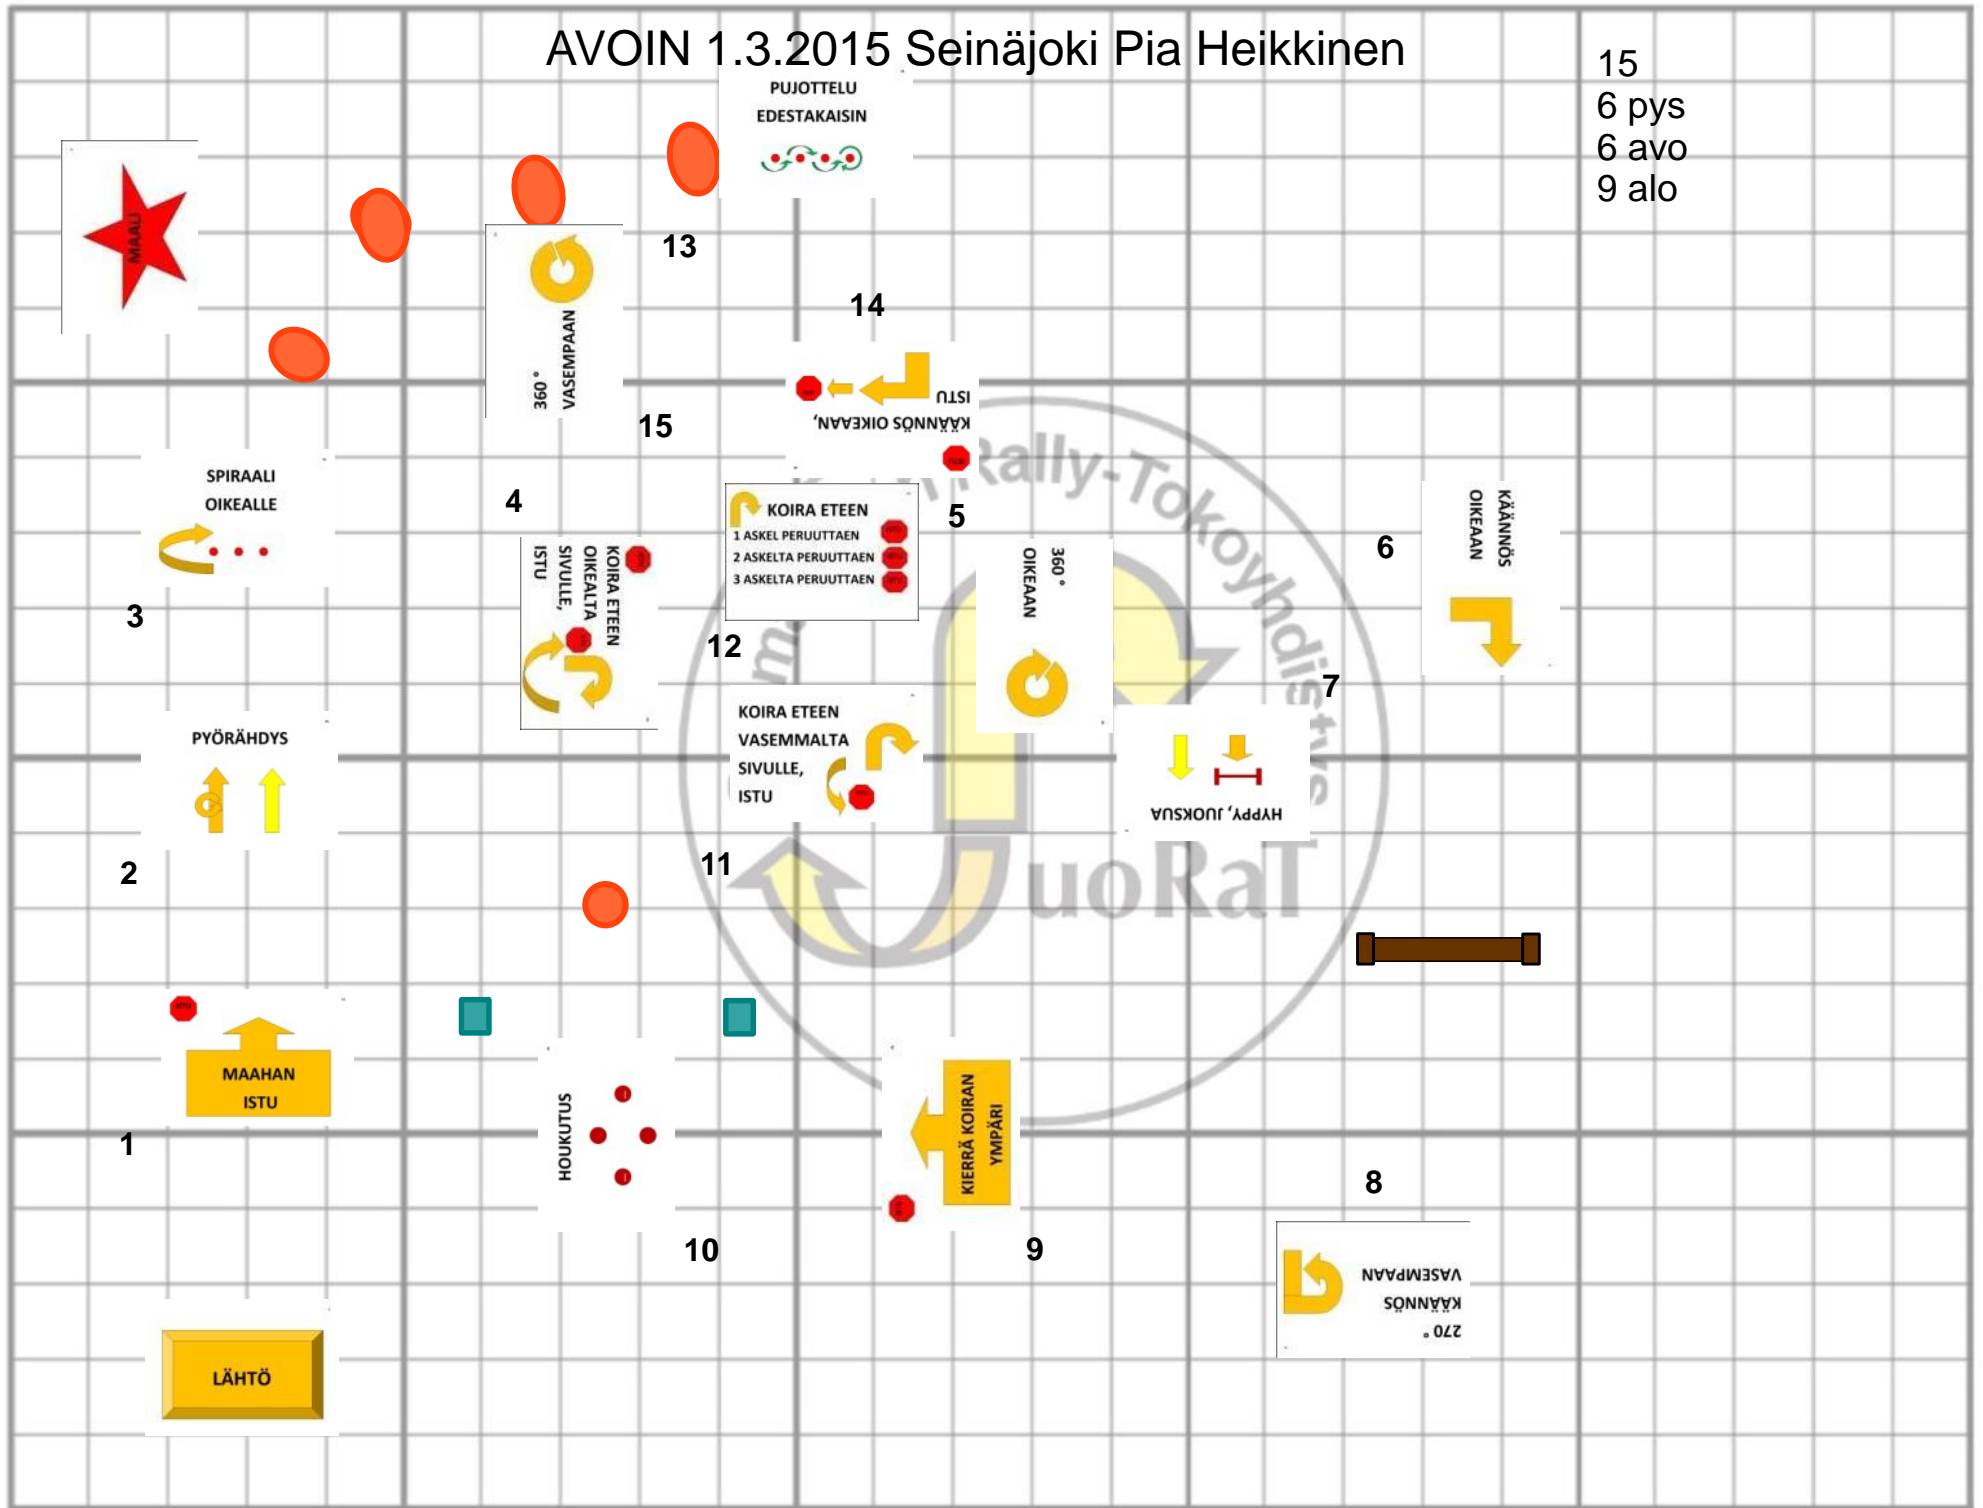 AVOIN 1.3.2015 Seinäjoki Pia Heikkinen
15
6 pys
6 avo
9 alo
PUJOTTELU
EDESTAKAISIN
MAALI
13
360°
VASEMPAAN
14
KÄÄNNÖS OIKEAAN,
ISTU
15
SPIRAALI
OIKEALLE
3
4
KOIRA ETEEN
OIKEALTA
SIVULLE,
ISTU
KOIRA ETEEN
1 ASKEL PERUUTTAEN
2 ASKELTA PERUUTTAEN
3 ASKELTA PERUUTTAEN
12
5
360°
OIKEAAN
6
KÄÄNNÖS
OIKEAAN
7
HYPPY, JUOKSUA
PYÖRÄHDYS
2
KOIRA ETEEN
VASEMMALTA
SIVULLE,
ISTU
11
Rally-Tokoyhdistys
uoRaT
MAAHAN
ISTU
1
HOUKUTUS
10
KIERRÄ KOIRAN
YMPÄRI
9
8
270°
KÄÄNNÖS
VASEMPAAN
LÄHTÖ